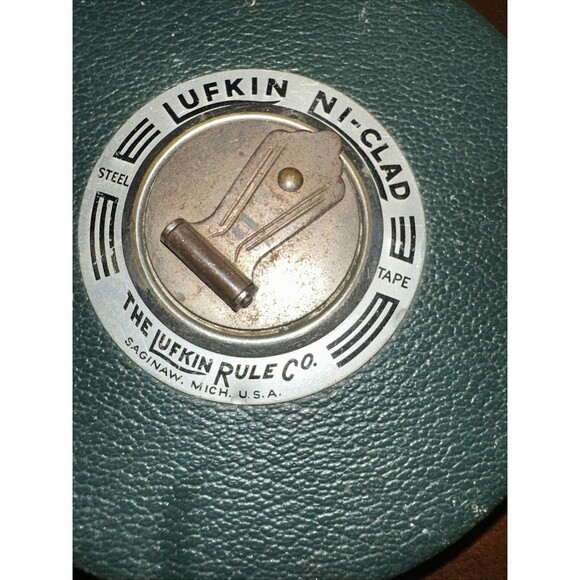 LUFKIN NI-CLAD
STEEL
TAPE
THE LUFKIN RULE CO.
SAGINAW, MICH. U.S.A.